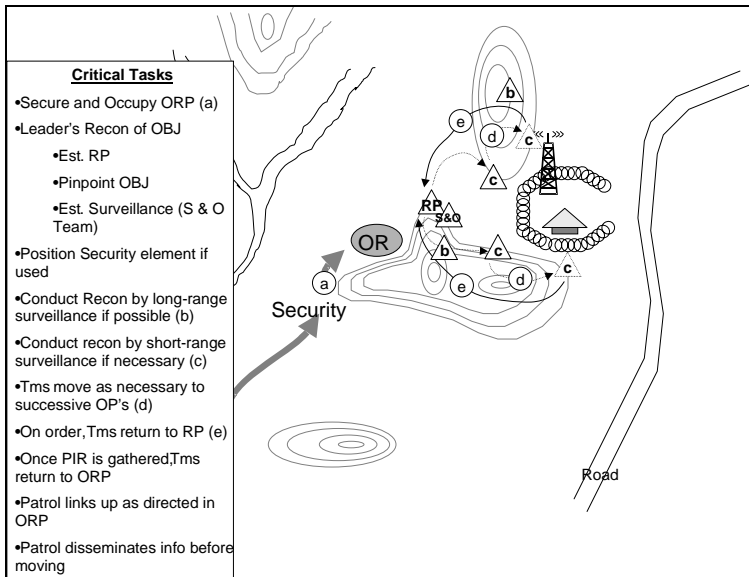 Critical Tasks
•Secure and Occupy ORP (a)
•Leader's Recon of OBJ
•Est. RP
•Pinpoint OBJ
•Est. Surveillance (S & O
Team)
•Position Security element if
used
•Conduct Recon by long-range
surveillance if possible (b)
•Conduct recon by short-range
surveillance if necessary (c)
•Tms move as necessary to
successive OP's (d)
•On order,Tms return to RP (e)
•Once PIR is gathered,Tms
return to ORP
•Patrol links up as directed in
ORP
•Patrol disseminates info before
moving
b
e
d
c
c
RP
S&O
OR
b
c
c
a
d
e
Security
Road